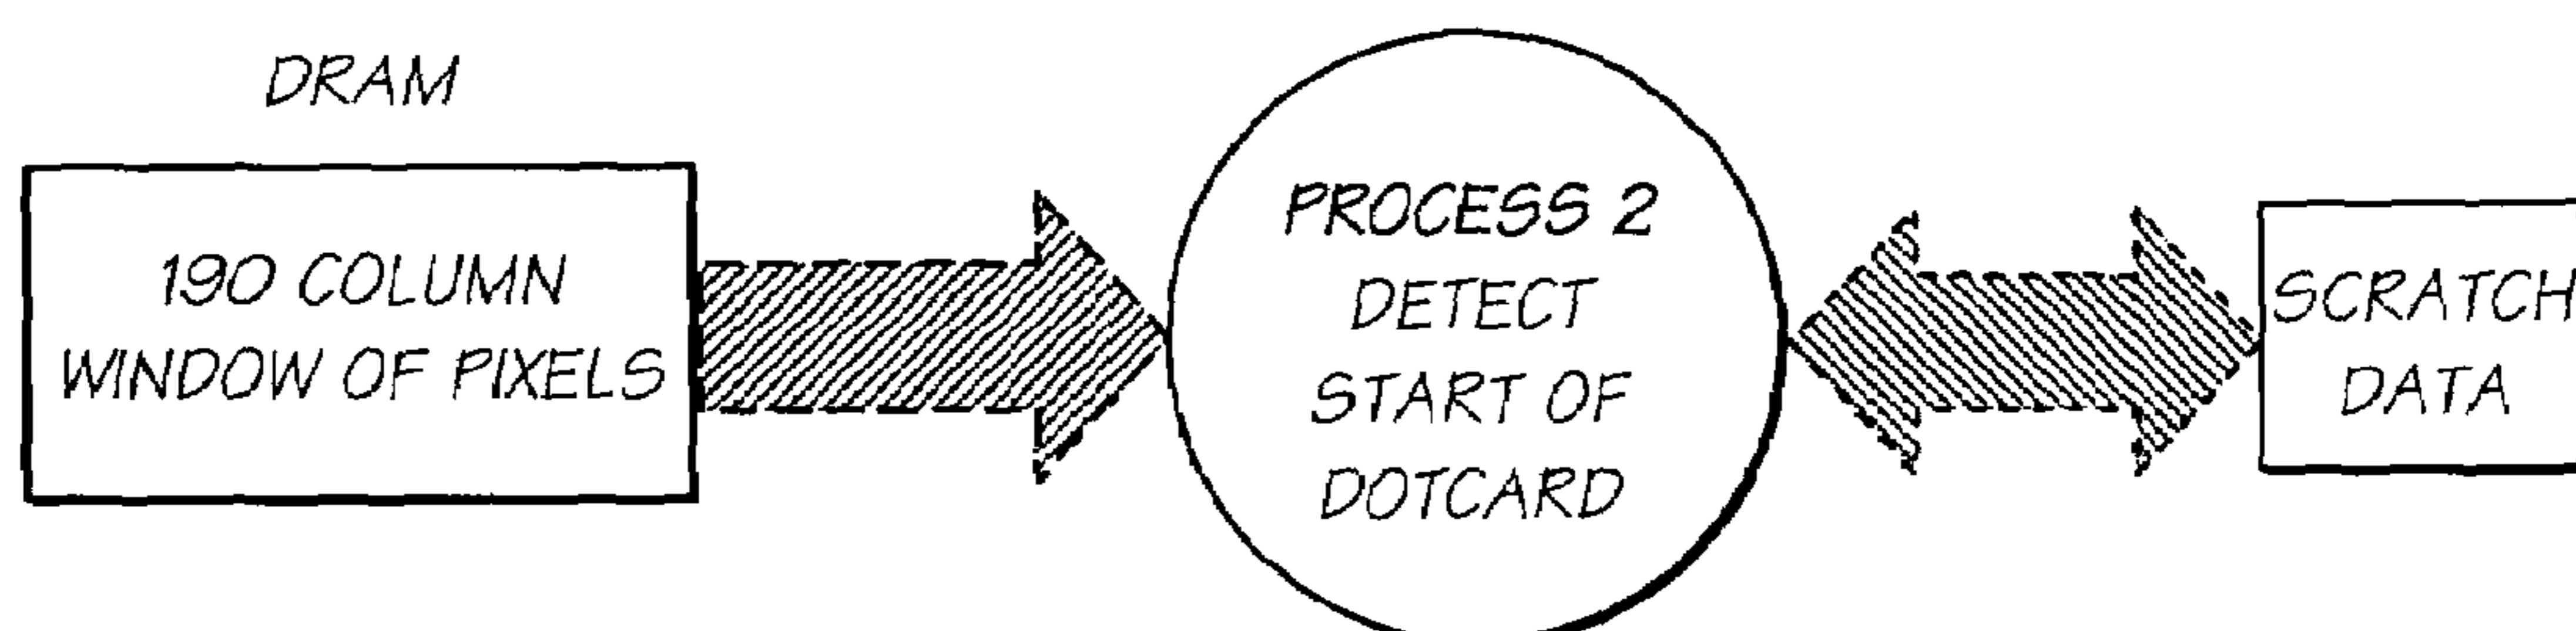 DRAM
190 COLUMN
WINDOW OF PIXELS
PROCESS 2
DETECT
START OF
DOTCARD
SCRATCH
DATA